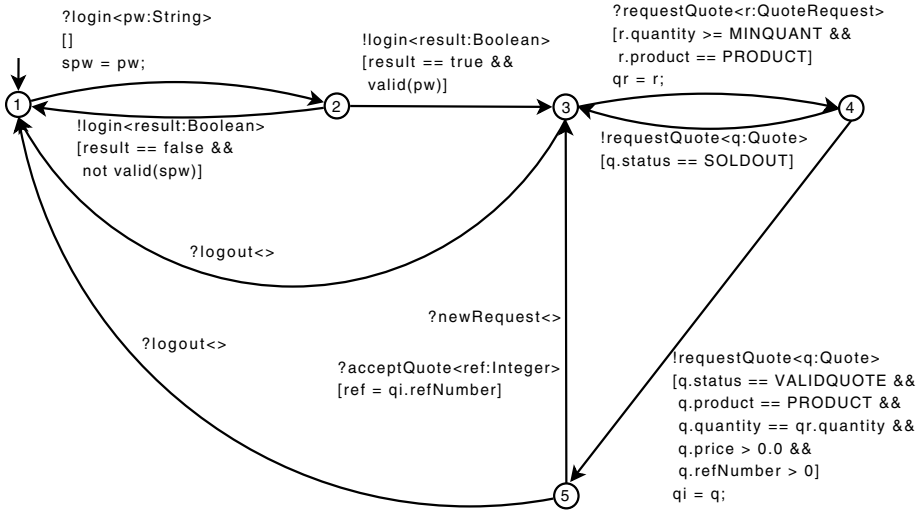 ?login<pw:String>
[]
spw = pw;
!login<result:Boolean>
[result == true &&
valid(pw)]
?requestQuote<r:QuoteRequest>
[r.quantity >= MINQUANT &&
r.product == PRODUCT]
qr = r;
1
2
3
4
!login<result:Boolean>
[result == false &&
not valid(spw)]
!requestQuote<q:Quote>
[q.status == SOLDOUT]
?logout<>
?newRequest<>
?logout<>
?acceptQuote<ref:Integer>
[ref = qi.refNumber]
!requestQuote<q:Quote>
[q.status == VALIDQUOTE &&
q.product == PRODUCT &&
q.quantity == qr.quantity &&
q.price > 0.0 &&
q.refNumber > 0]
qi = q;
5